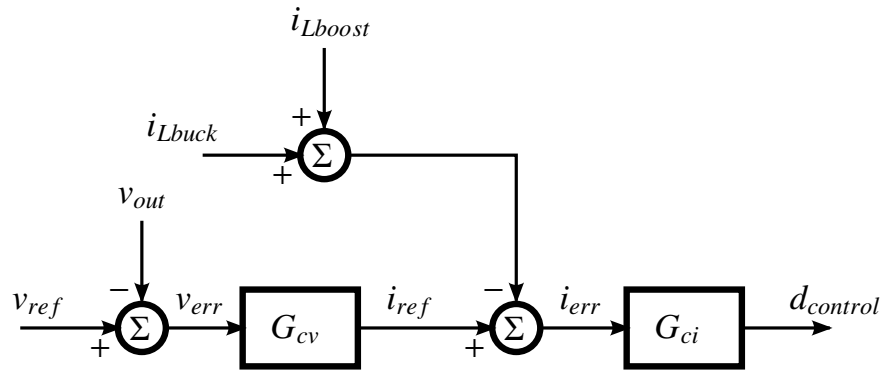 i_Lboost
+
i_Lbuck
Σ
+
v_out
−
−
v_ref
v_err
i_ref
i_err
d_control
Σ
G_cv
Σ
G_ci
+
+